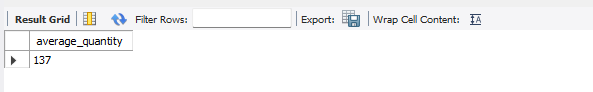 Result Grid Filter Rows: Export: Wrap Cell Content:
average_quantity
137